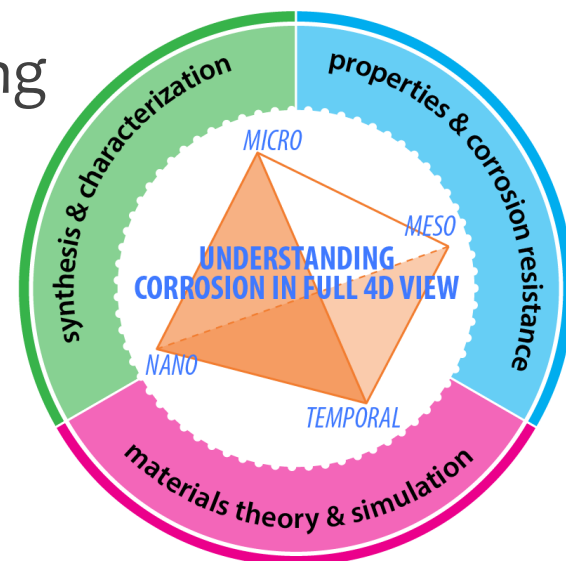 ng
synthesis & characterization
properties & corrosion resistance
MICRO
MESO
UNDERSTANDING
CORROSION IN FULL 4D VIEW
NANO
TEMPORAL
materials theory & simulation